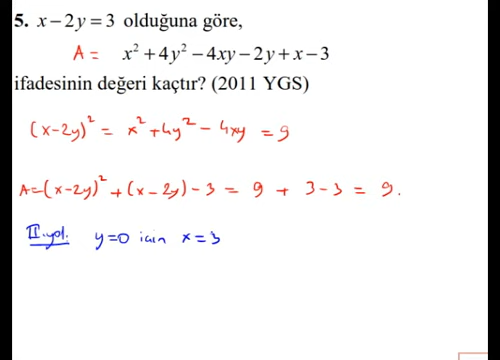 5. x − 2y = 3 olduğuna göre,
A = x² + 4y² − 4xy − 2y + x − 3
ifadesinin değeri kaçtır? (2011 YGS)
(x−2y)² = x² + 4y² − 4xy = 9
A=(x−2y)² + (x−2y) − 3 = 9 + 3 − 3 = 9.
II.yol. y=0 için x=3